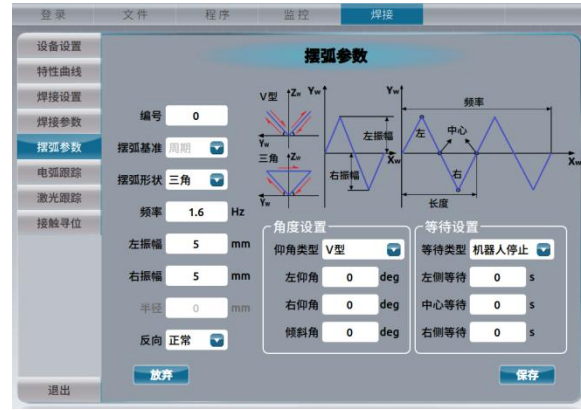 登录 文件 程序 监控 焊接
设备设置
特性曲线
焊接设置
焊接参数
摆弧参数
电弧跟踪
激光跟踪
接触寻位
退出
摆弧参数
编号 0
摆弧基准 周期
摆弧形状 三角
频率 1.6 Hz
左振幅 5 mm
右振幅 5 mm
半径 0 mm
反向 正常
放弃
V型 Zw Yw
三角 Zw Yw
Yw 左振幅 右振幅 Xw
Yw 频率 左 中心 右 长度 Xw
角度设置
仰角类型 V型
左仰角 0 deg
右仰角 0 deg
倾斜角 0 deg
等待设置
等待类型 机器人停止
左侧等待 0 s
中心等待 0 s
右侧等待 0 s
保存